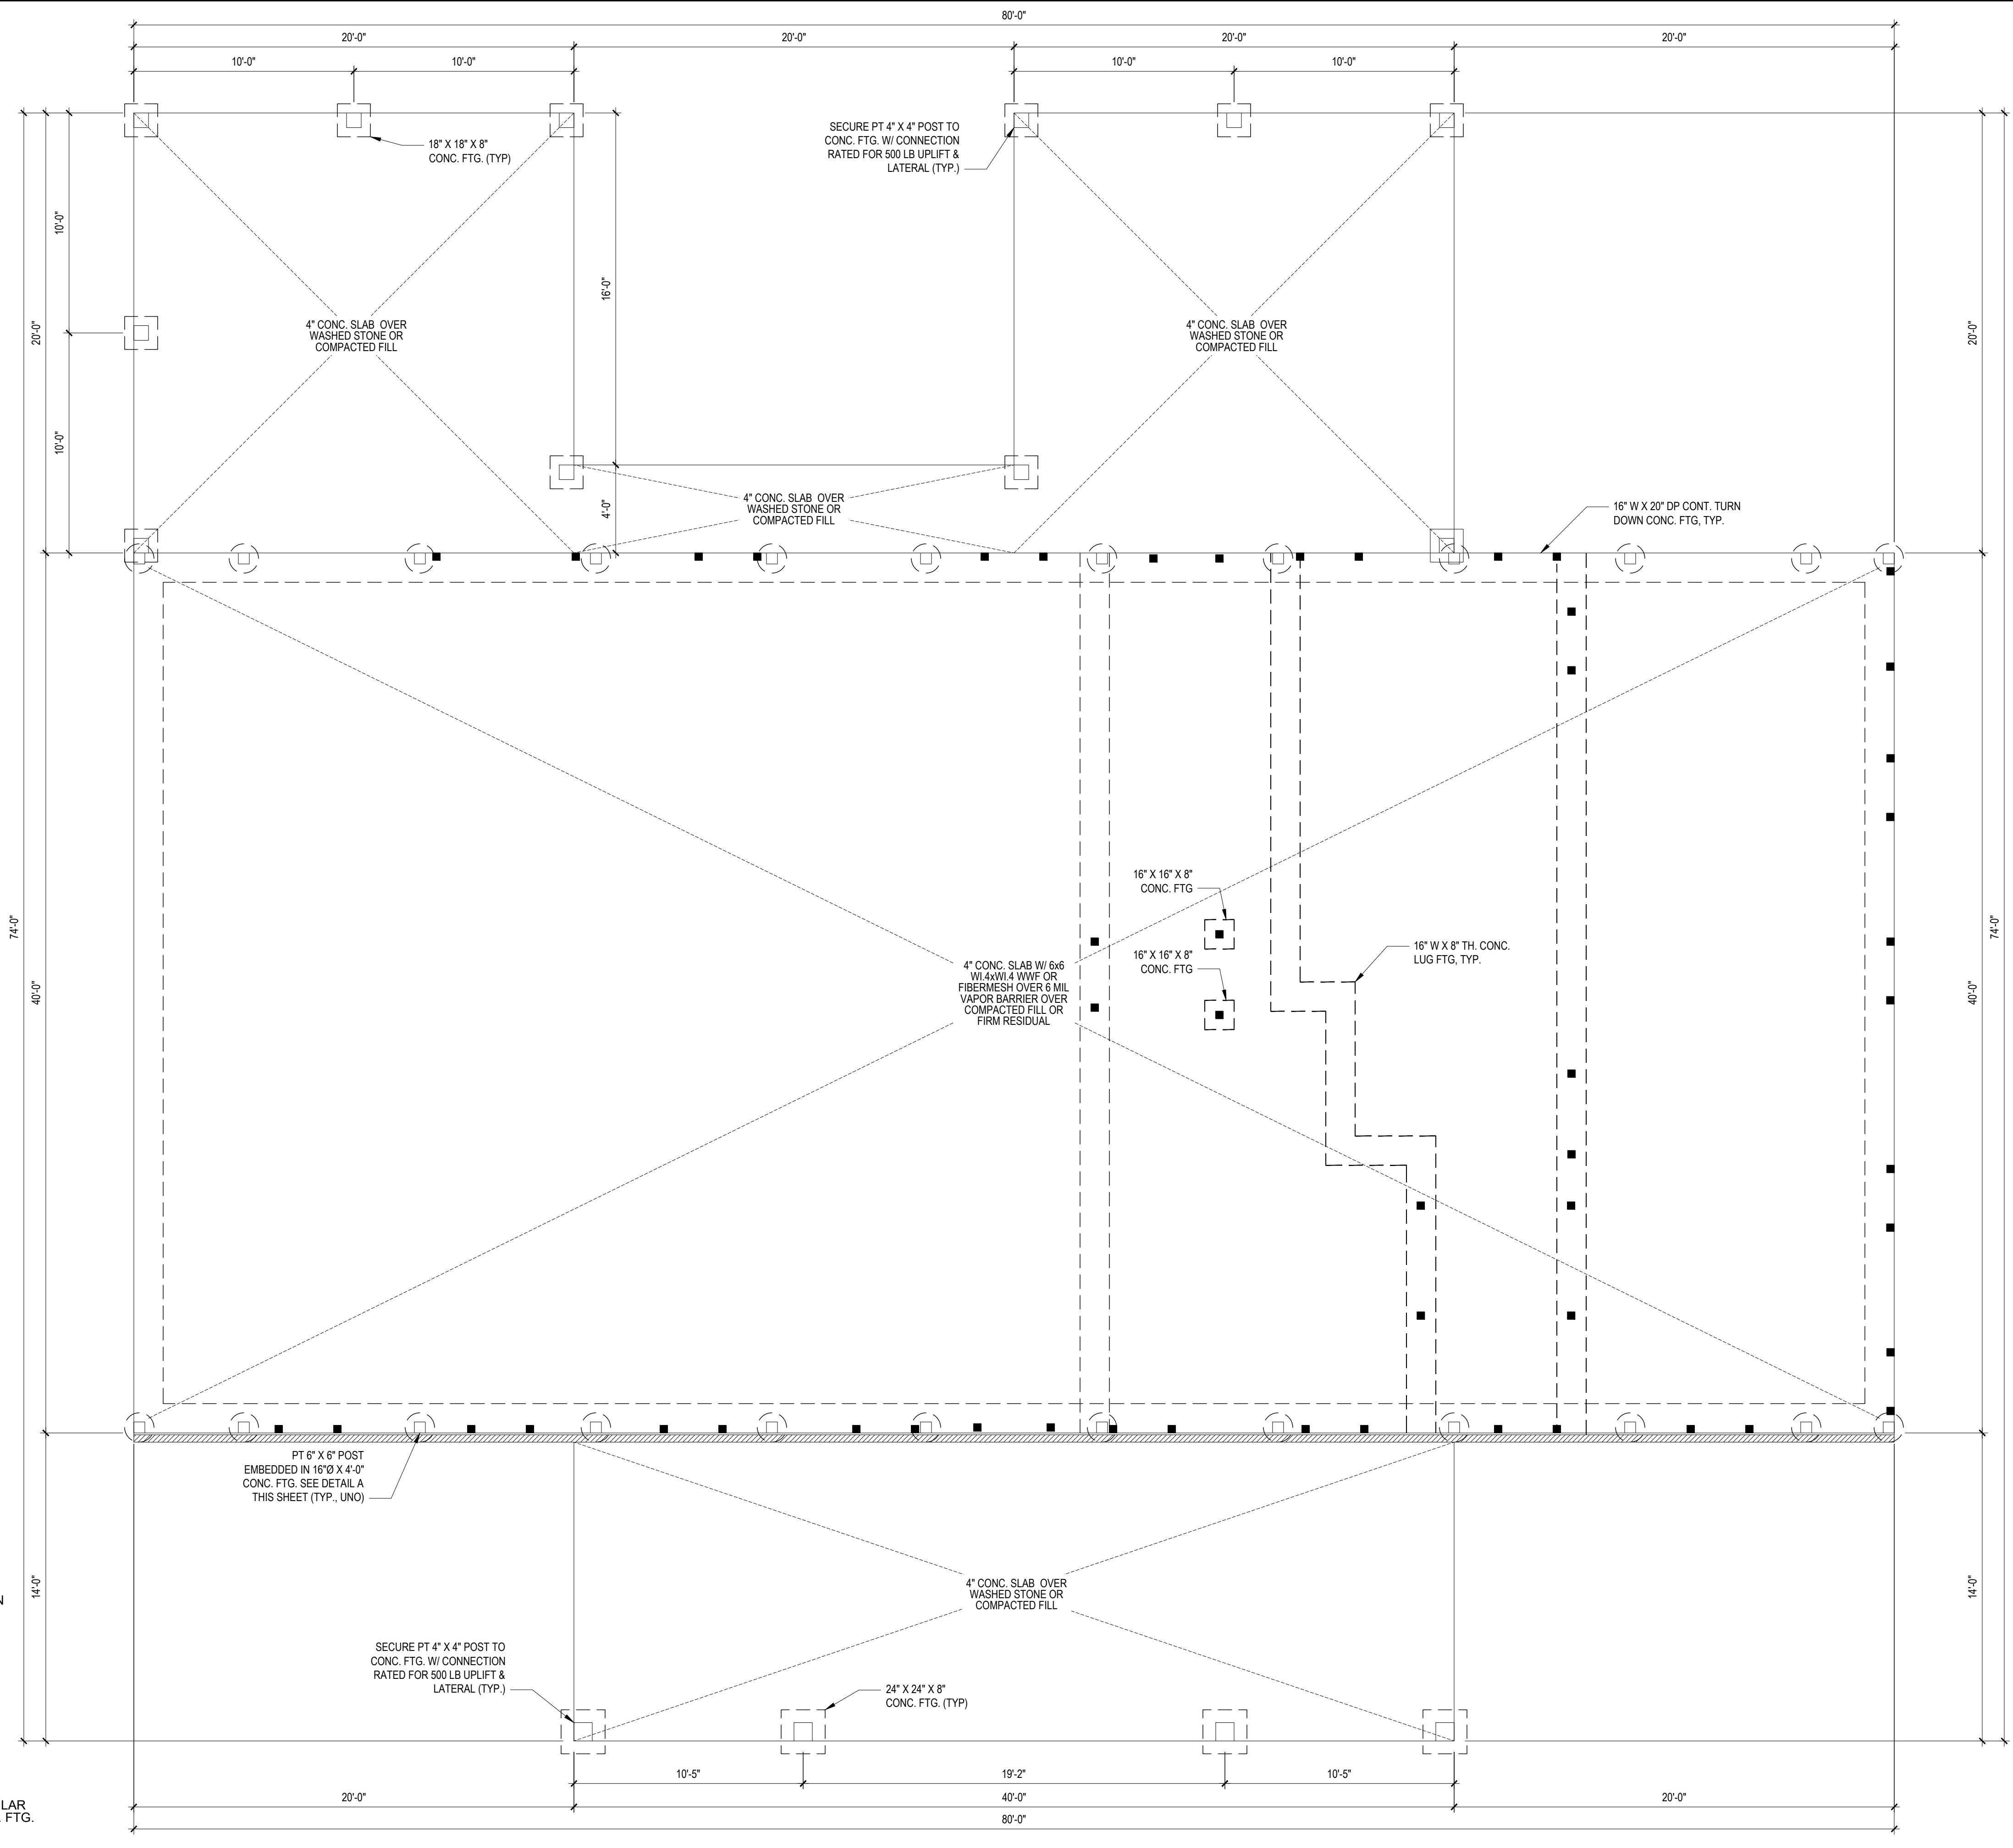 80'-0"
20'-0"
20'-0"
20'-0"
20'-0"
10'-0"
10'-0"
10'-0"
10'-0"
18" X 18" X 8"
CONC. FTG. (TYP)
SECURE PT 4" X 4" POST TO
CONC. FTG. W/ CONNECTION
RATED FOR 500 LB UPLIFT &
LATERAL (TYP.)
10'-0"
20'-0"
10'-0"
16'-0"
4'-0"
20'-0"
4" CONC. SLAB OVER
WASHED STONE OR
COMPACTED FILL
4" CONC. SLAB OVER
WASHED STONE OR
COMPACTED FILL
4" CONC. SLAB OVER
WASHED STONE OR
COMPACTED FILL
16" W X 20" DP CONT. TURN
DOWN CONC. FTG, TYP.
16" X 16" X 8"
CONC. FTG
16" X 16" X 8"
CONC. FTG
16" W X 8" TH. CONC.
LUG FTG, TYP.
4" CONC. SLAB W/ 6x6
WI.4xWI.4 WWF OR
FIBERMESH OVER 6 MIL
VAPOR BARRIER OVER
COMPACTED FILL OR
FIRM RESIDUAL
74'-0"
40'-0"
40'-0"
74'-0"
PT 6" X 6" POST
EMBEDDED IN 16"Ø X 4'-0"
CONC. FTG. SEE DETAIL A
THIS SHEET (TYP., UNO)
14'-0"
14'-0"
4" CONC. SLAB OVER
WASHED STONE OR
COMPACTED FILL
SECURE PT 4" X 4" POST TO
CONC. FTG. W/ CONNECTION
RATED FOR 500 LB UPLIFT &
LATERAL (TYP.)
24" X 24" X 8"
CONC. FTG. (TYP)
10'-5"
19'-2"
10'-5"
20'-0"
40'-0"
20'-0"
80'-0"
LAR
FTG.